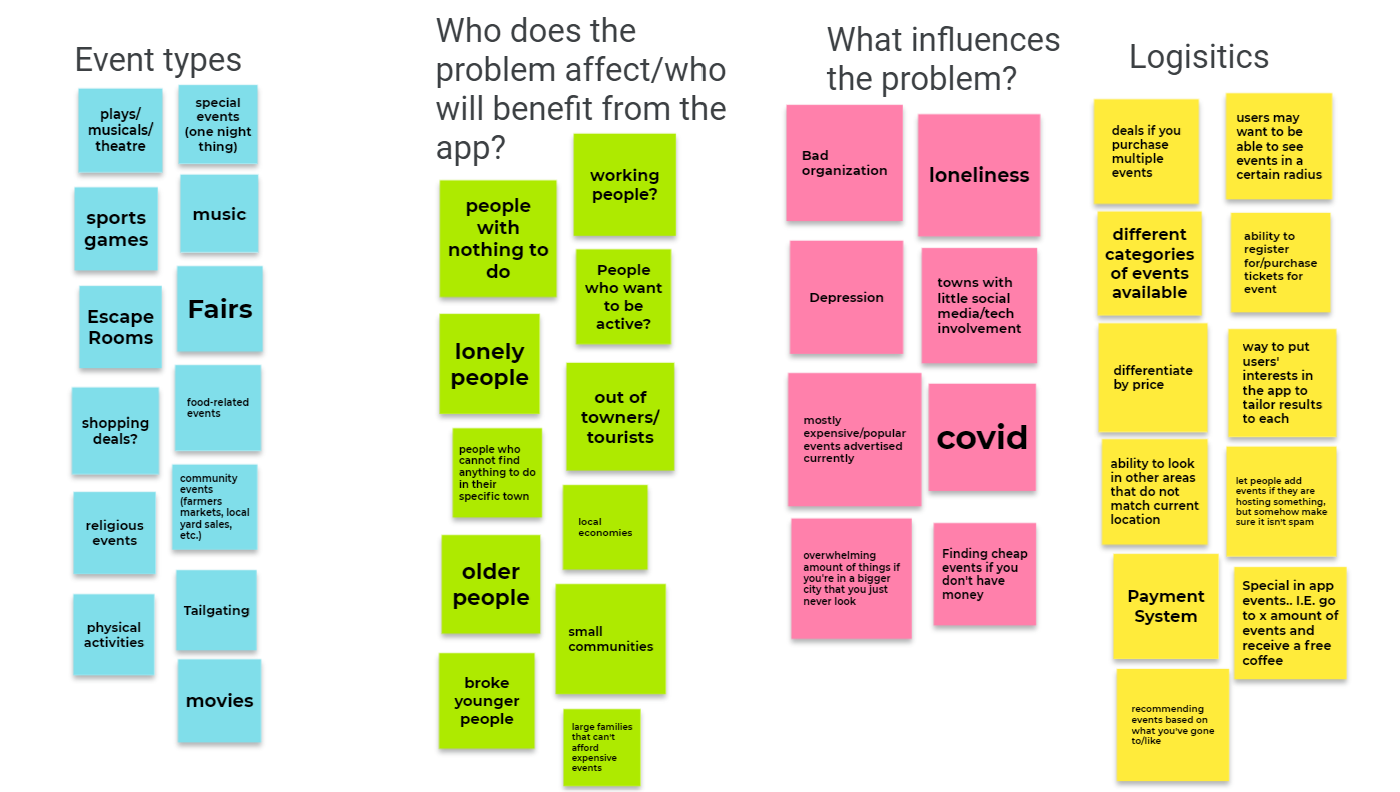 Event types
plays/
musicals/
theatre
special
events
(one night
thing)
sports
games
music
Escape
Rooms
Fairs
shopping
deals?
food-related
events
religious
events
community
events
(farmers
markets, local
yard sales,
etc.)
physical
activities
Tailgating
movies
Who does the
problem affect/who
will benefit from the
app?
people
with
nothing to
do
working
people?
People
who want
to be
active?
lonely
people
out of
towners/
tourists
people who
cannot find
anything to do
in their
specific town
local
economies
older
people
small
communities
broke
younger
people
large families
that can't
afford
expensive
events
What influences
the problem?
Bad
organization
loneliness
Depression
towns with
little social
media/tech
involvement
mostly
expensive/popular
events advertised
currently
covid
overwhelming
amount of things if
you're in a bigger
city that you just
never look
Finding cheap
events if you
don't have
money
Logisitics
deals if you
purchase
multiple
events
users may
want to be
able to see
events in a
certain radius
different
categories
of events
available
ability to
register
for/purchase
tickets for
event
differentiate
by price
way to put
users'
interests in
the app to
tailor results
to each
ability to look
in other areas
that do not
match current
location
let people add
events if they are
hosting something,
but somehow make
sure it isn't spam
Payment
System
Special in app
events.. I.E. go
to x amount of
events and
receive a free
coffee
recommending
events based on
what you've gone
to/like